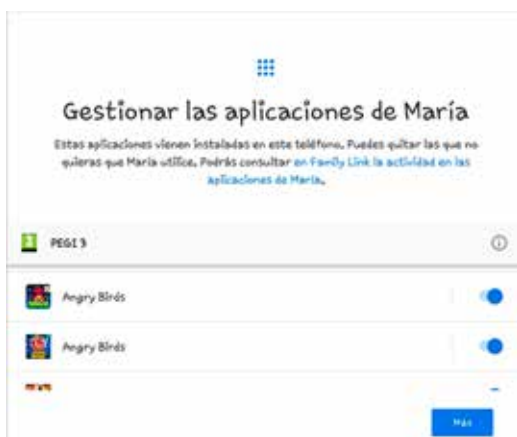 Gestionar las aplicaciones de María
Estas aplicaciones vienen instaladas en este teléfono. Puedes quitar las que no
quieras que María utilice. Podrás consultar en Family Link la actividad en las
aplicaciones de María.
3 PEGI 3
Angry Birds
Angry Birds
Más